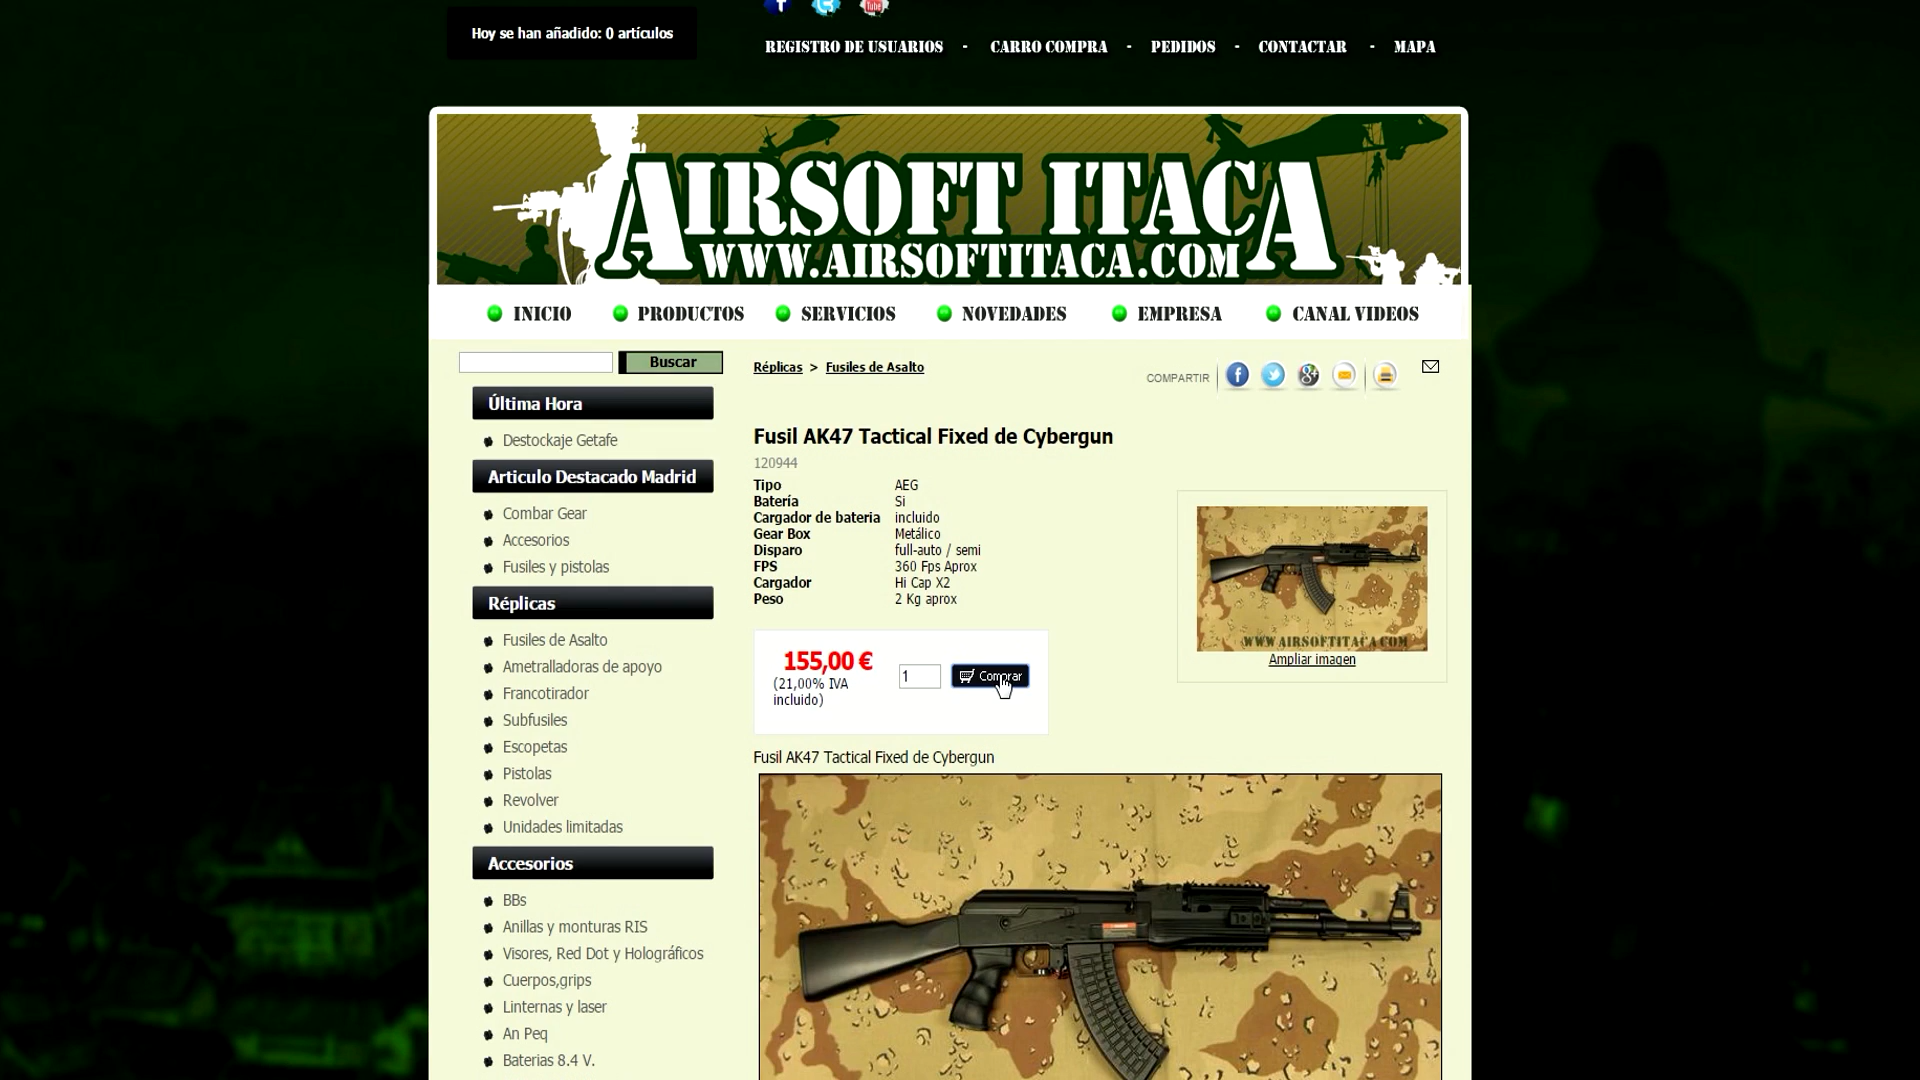 Hoy se han añadido: 0 artículos
REGISTRO DE USUARIOS - CARRO COMPRA - PEDIDOS - CONTACTAR - MAPA
AIRSOFT ITACA
WWW.AIRSOFTITACA.COM
INICIO PRODUCTOS SERVICIOS NOVEDADES EMPRESA CANAL VIDEOS
Buscar
Última Hora
Destockaje Getafe
Articulo Destacado Madrid
Combar Gear
Accesorios
Fusiles y pistolas
Réplicas
Fusiles de Asalto
Ametralladoras de apoyo
Francotirador
Subfusiles
Escopetas
Pistolas
Revolver
Unidades limitadas
Accesorios
BBs
Anillas y monturas RIS
Visores, Red Dot y Holográficos
Cuerpos,grips
Linternas y laser
An Peq
Baterias 8.4 V.
Réplicas > Fusiles de Asalto
COMPARTIR
Fusil AK47 Tactical Fixed de Cybergun
120944
Tipo AEG
Batería Si
Cargador de bateria incluido
Gear Box Metálico
Disparo full-auto / semi
FPS 360 Fps Aprox
Cargador Hi Cap X2
Peso 2 Kg aprox
WWW.AIRSOFTITACA.COM
Ampliar imagen
155,00 €
(21,00% IVA
incluido)
1
Comprar
Fusil AK47 Tactical Fixed de Cybergun